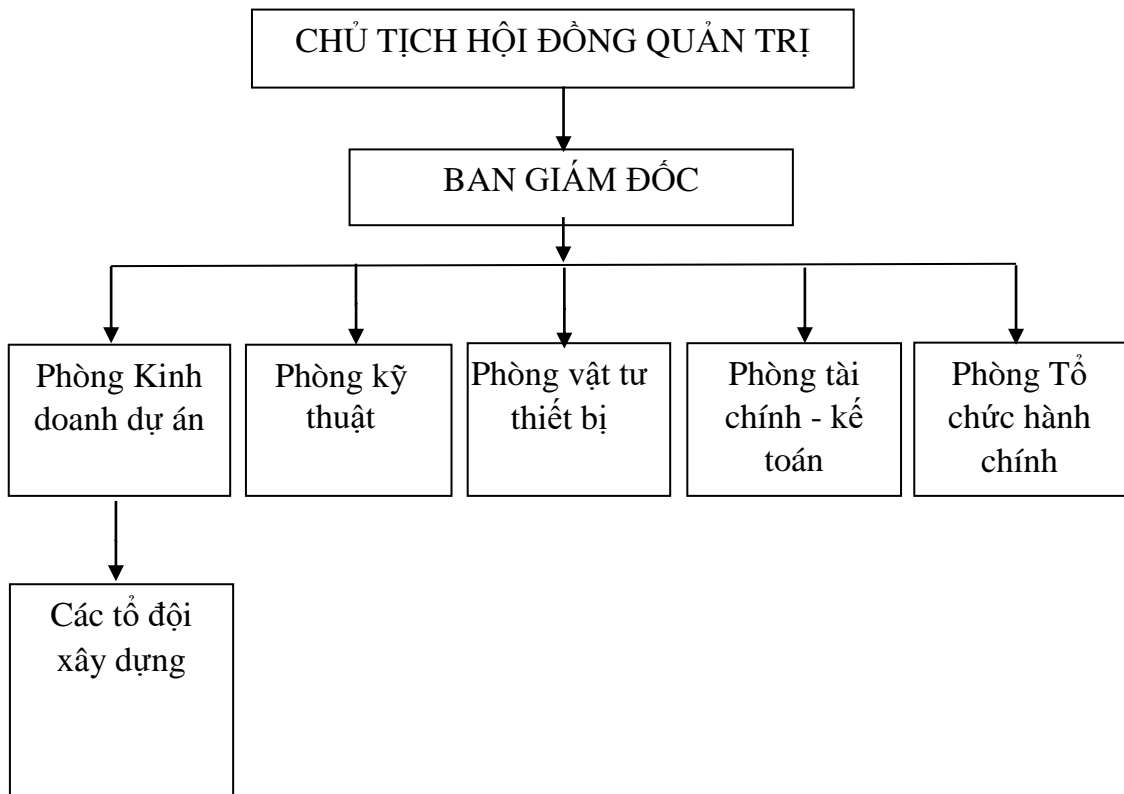 CHỦ TỊCH HỘI ĐỒNG QUẢN TRỊ
BAN GIÁM ĐỐC
Phòng Kinh
doanh dự án
Phòng kỹ
thuật
Phòng vật tư
thiết bị
Phòng tài
chính - kế
toán
Phòng Tổ
chức hành
chính
Các tổ đội
xây dựng